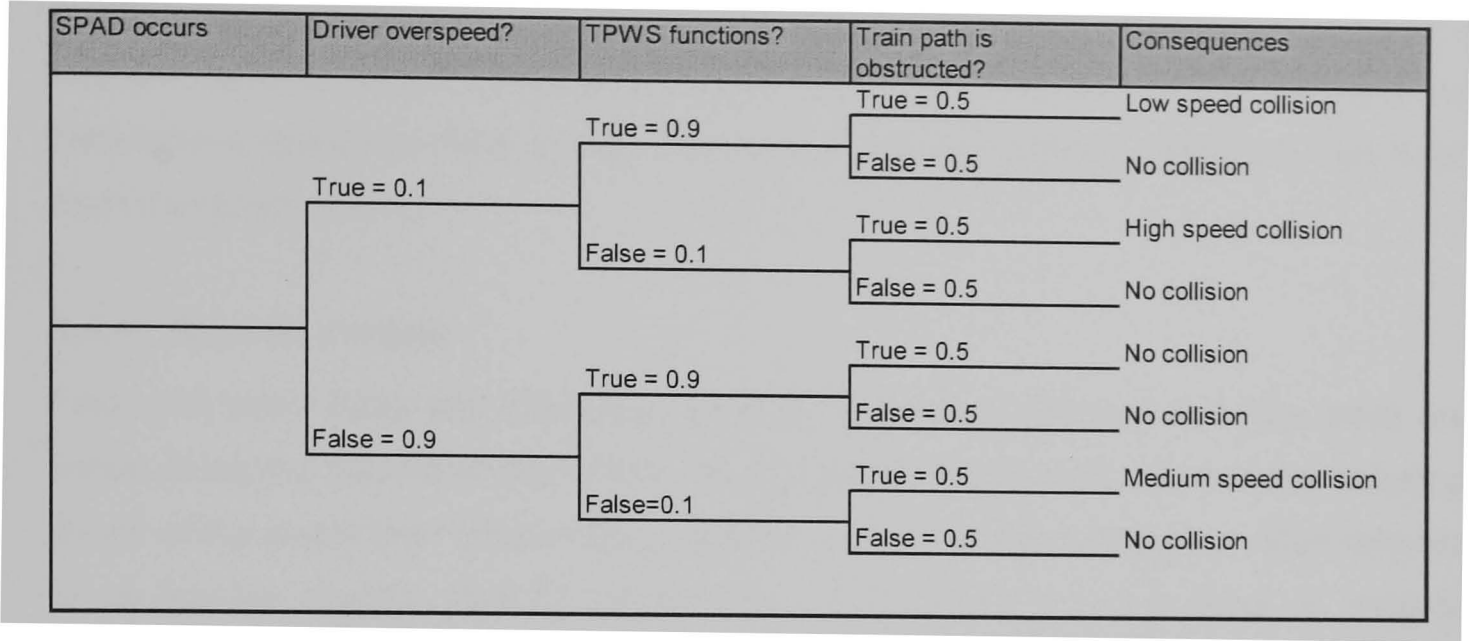 SPAD occurs
Driver overspeed?
TPWS functions?
Train path is
obstructed?
Consequences
True = 0.1
False = 0.9
True = 0.9
False = 0.1
True = 0.9
False=0.1
True = 0.5
Low speed collision
False = 0.5
No collision
True = 0.5
High speed collision
False = 0.5
No collision
True = 0.5
No collision
False = 0.5
No collision
True = 0.5
Medium speed collision
False = 0.5
No collision